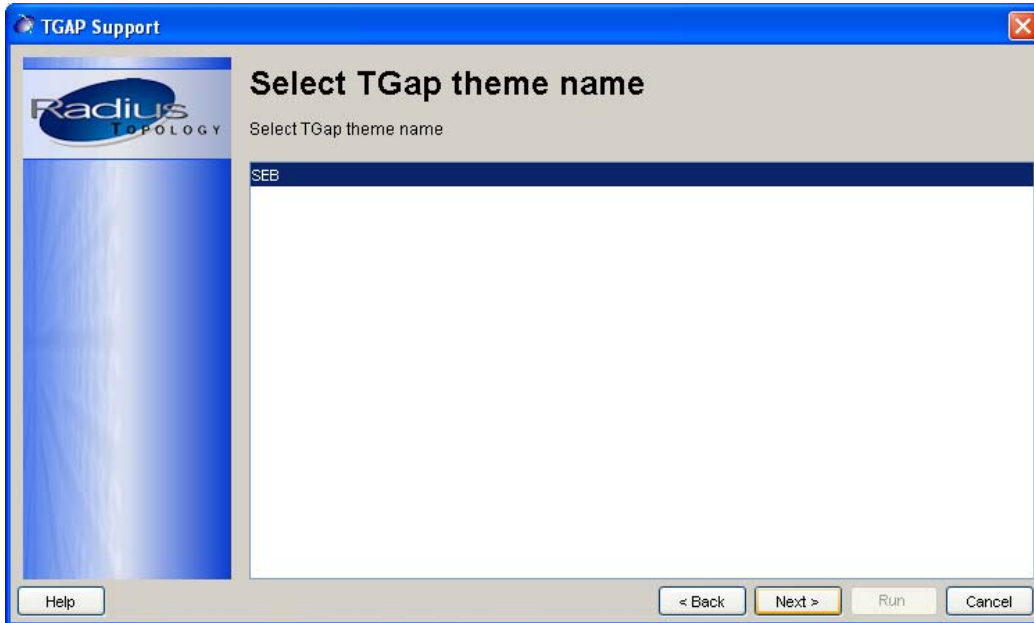 TGAP Support
Radius
TOPOLOGY
Select TGap theme name
Select TGap theme name
SEB
Help
< Back
Next >
Run
Cancel